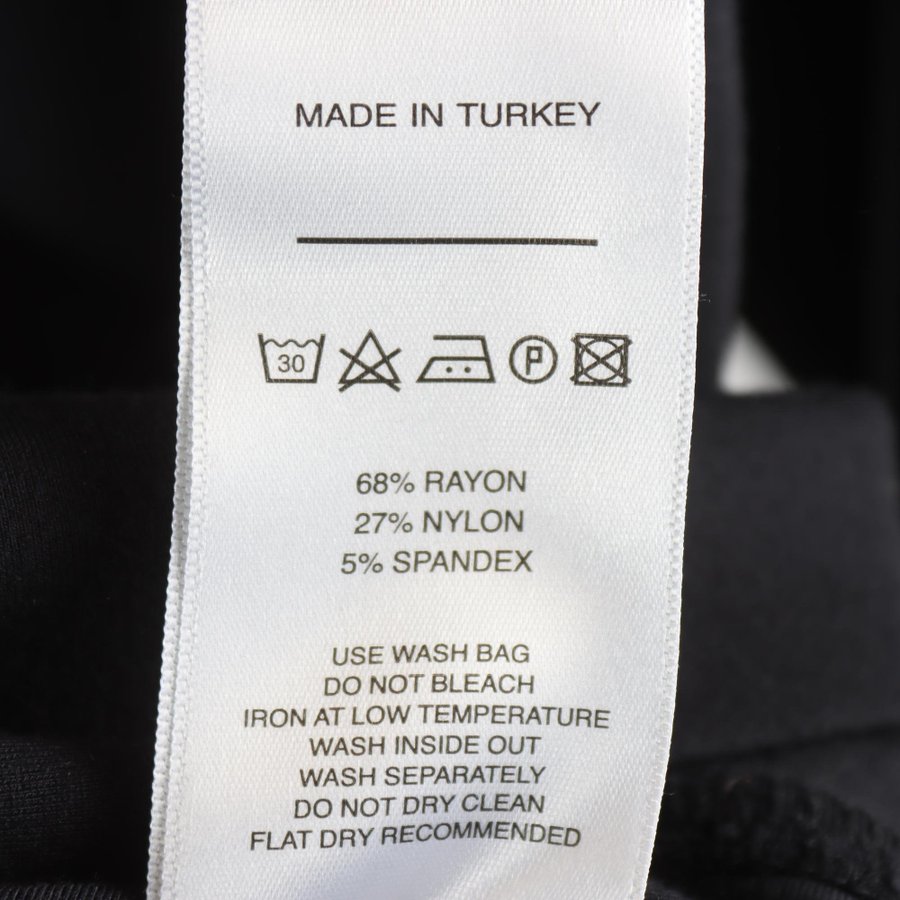 MADE IN TURKEY
30 P
68% RAYON
27% NYLON
5% SPANDEX
USE WASH BAG
DO NOT BLEACH
IRON AT LOW TEMPERATURE
WASH INSIDE OUT
WASH SEPARATELY
DO NOT DRY CLEAN
FLAT DRY RECOMMENDED